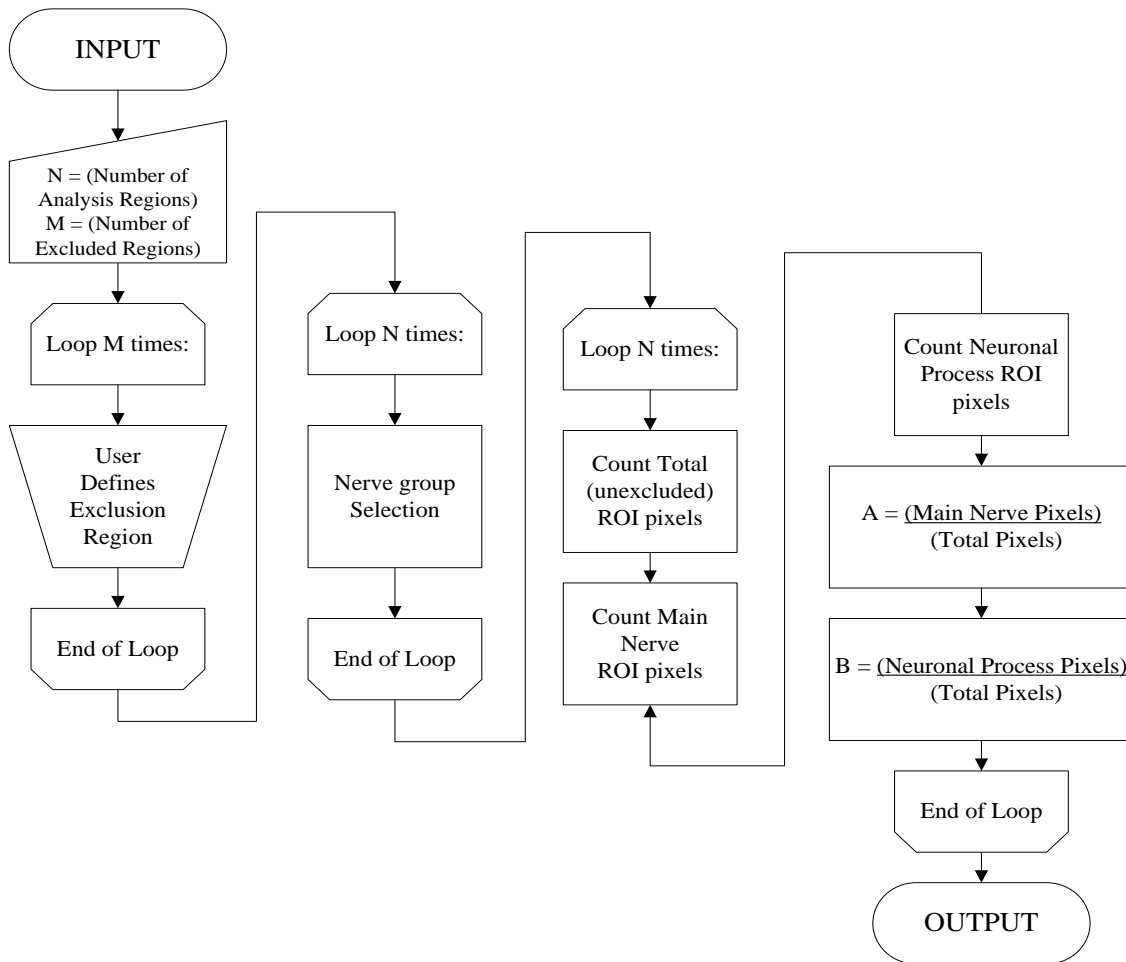 INPUT
N = (Number of
Analysis Regions)
M = (Number of
Excluded Regions)
Loop M times:
User
Defines
Exclusion
Region
End of Loop
Loop N times:
Nerve group
Selection
End of Loop
Loop N times:
Count Total
(unexcluded)
ROI pixels
Count Main
Nerve
ROI pixels
Count Neuronal
Process ROI
pixels
A = (Main Nerve Pixels)
(Total Pixels)
B = (Neuronal Process Pixels)
(Total Pixels)
End of Loop
OUTPUT